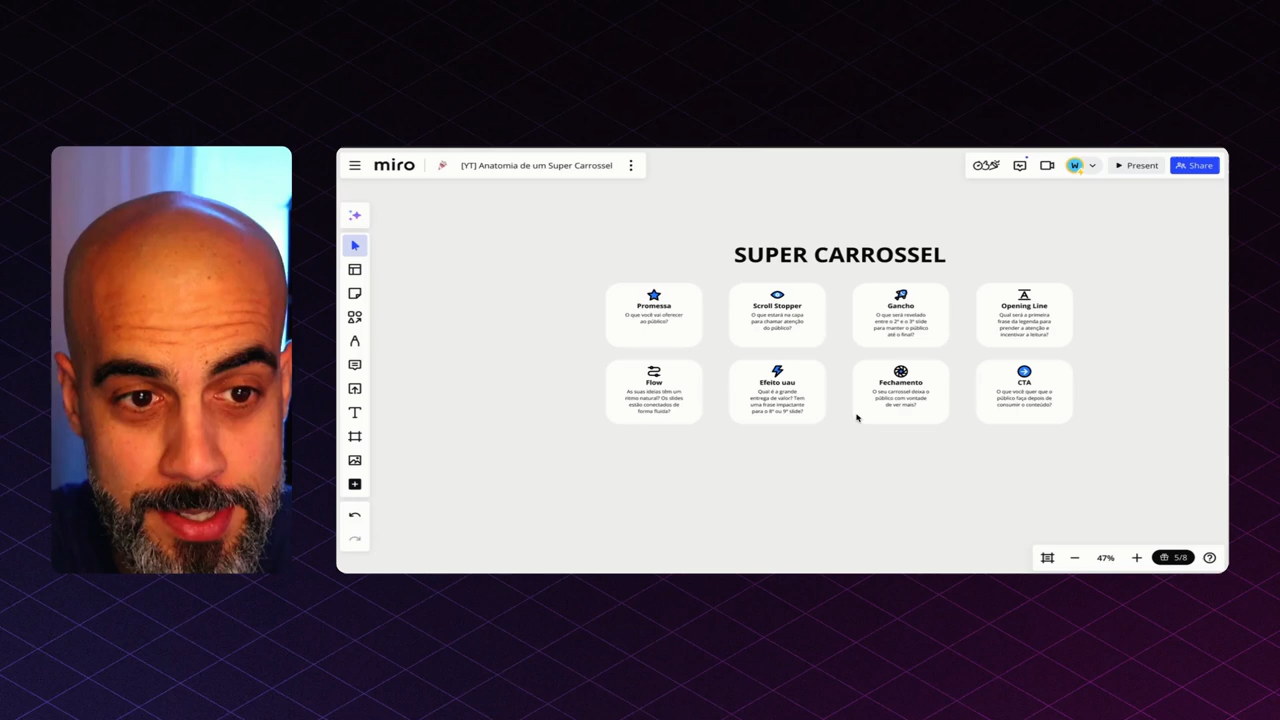 miro
[YT] Anatomia de um Super Carrossel
W
Present
Share
SUPER CARROSSEL
Promessa
O que você vai oferecer
ao público?
Scroll Stopper
O que estará na capa
para chamar atenção
do público?
Gancho
O que será revelado
entre o 2º e o 3º slide
para manter o público
até o final?
Opening Line
Qual será a primeira
frase da legenda para
prender a atenção e
incentivar a leitura?
Flow
As suas ideias têm um
ritmo natural? Os slides
estão conectados de
forma fluida?
Efeito uau
Qual é a grande
entrega de valor? Tem
uma frase impactante
para o 8º ou 9º slide?
Fechamento
O seu carrossel deixa o
público com vontade
de ver mais?
CTA
O que você quer que o
público faça depois de
consumir o conteúdo?
47%
5/8